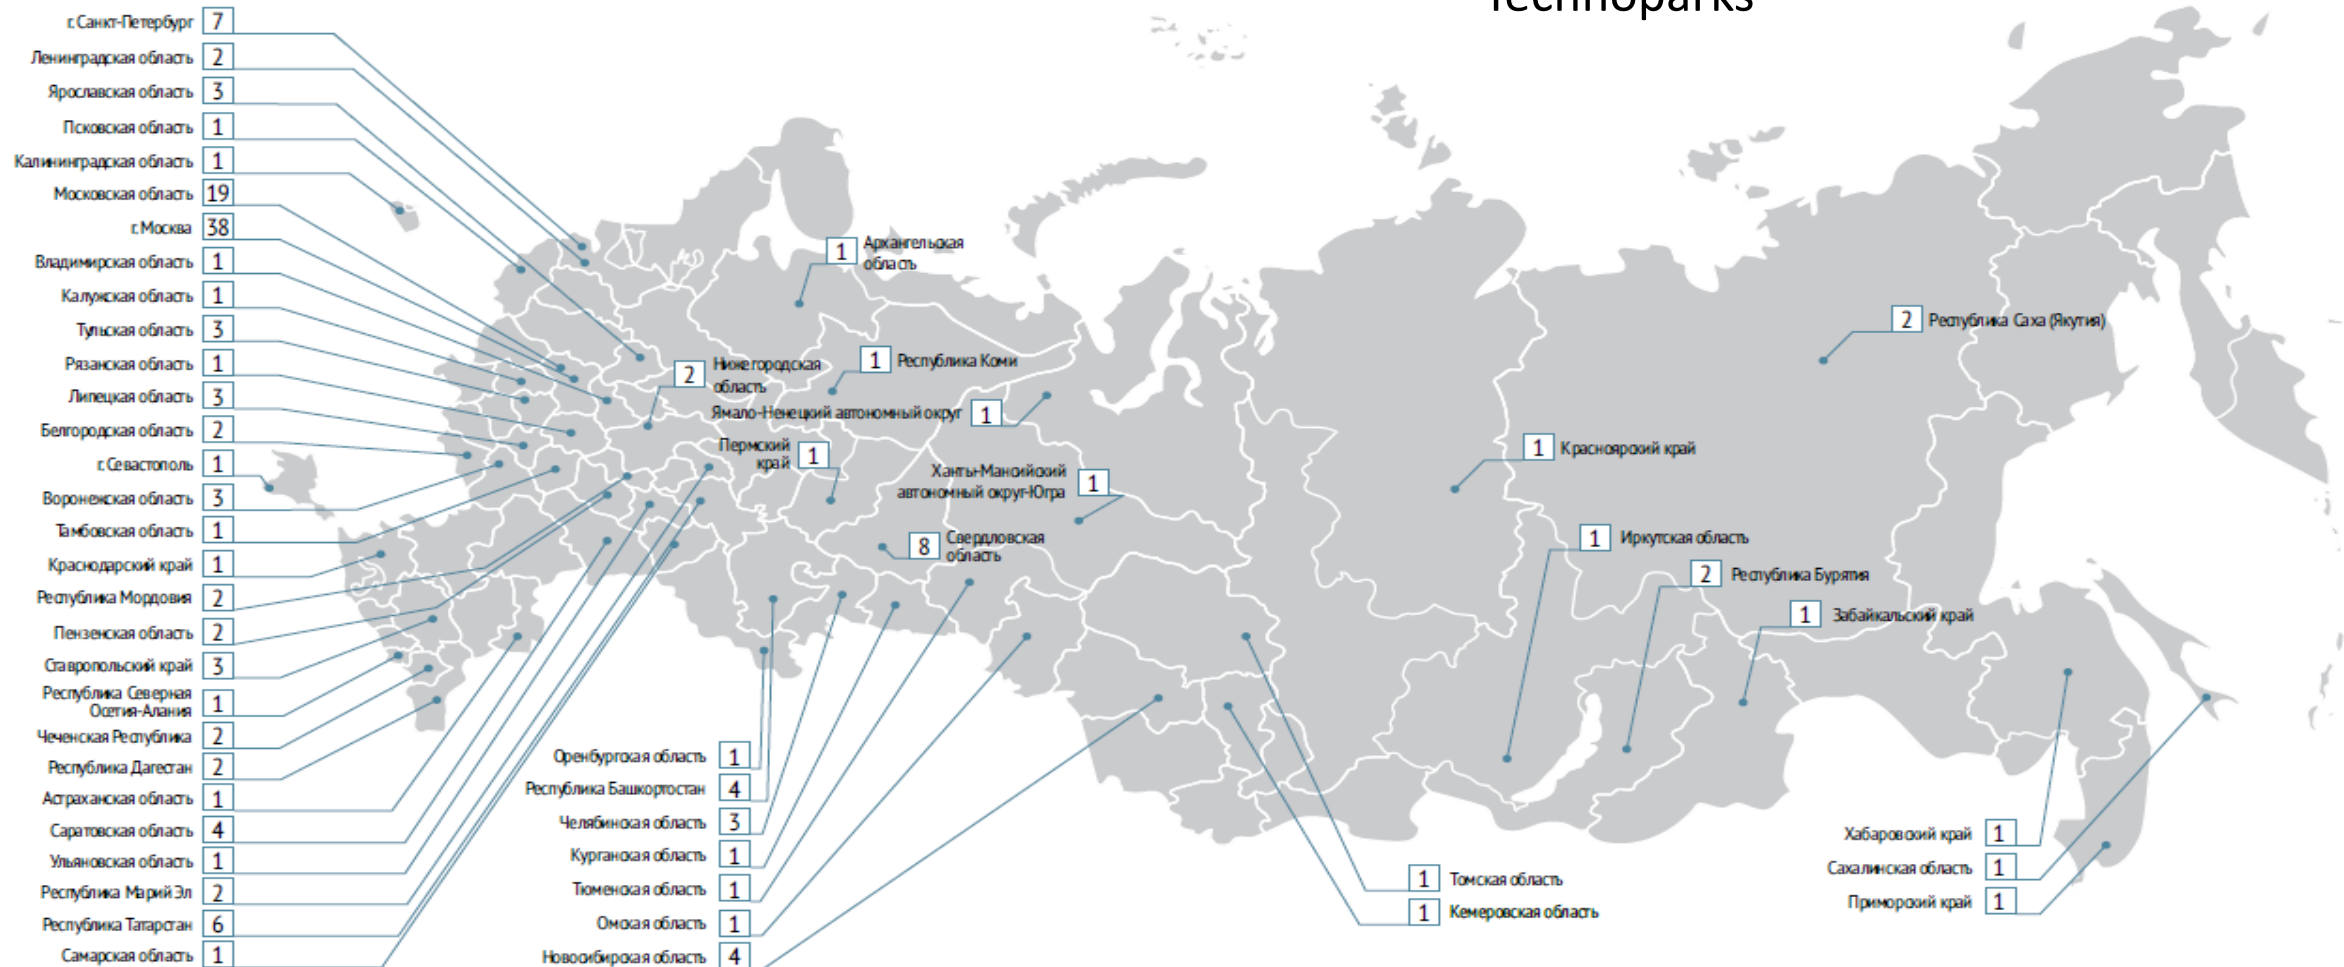 Technoparks
г. Санкт-Петербург 7
Ленинградская область 2
Ярославская область 3
Псковская область 1
Калининградская область 1
Московская область 19
г. Москва 38
Владимирская область 1
Калужская область 1
Тульская область 3
Рязанская область 1
Липецкая область 3
Белгородская область 2
г. Севастополь 1
Воронежская область 3
Тамбовская область 1
Краснодарский край 1
Республика Мордовия 2
Пензенская область 2
Ставропольский край 3
Республика Северная
Осетия-Алания 1
Чеченская Республика 2
Республика Дагестан 2
Астраханская область 1
Саратовская область 4
Ульяновская область 1
Республика Марий Эл 2
Республика Татарстан 6
Самарская область 1
1 Архангельская
область
2 Нижегородская
область
1 Республика Коми
Ямало-Ненецкий автономный округ 1
Пермский
край 1
Ханты-Мансийский
автономный округ-Югра 1
8 Свердловская
область
Оренбургская область 1
Республика Башкортостан 4
Челябинская область 3
Курганская область 1
Тюменская область 1
Омская область 1
Новосибирская область 4
2 Республика Саха (Якутия)
1 Красноярский край
1 Иркутская область
2 Республика Бурятия
1 Забайкальский край
1 Томская область
1 Кемеровская область
Хабаровский край 1
Сахалинская область 1
Приморский край 1